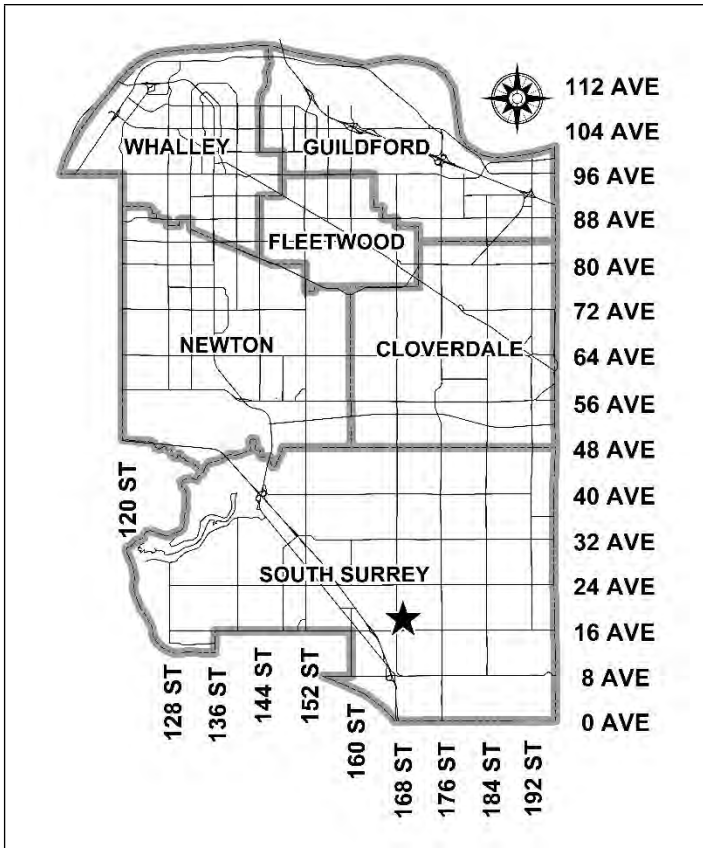 112 AVE
104 AVE
WHALLEY
GUILDFORD
96 AVE
88 AVE
FLEETWOOD
80 AVE
72 AVE
NEWTON
CLOVERDALE
64 AVE
56 AVE
48 AVE
120 ST
40 AVE
32 AVE
SOUTH SURREY
24 AVE
16 AVE
8 AVE
0 AVE
128 ST
136 ST
144 ST
152 ST
160 ST
168 ST
176 ST
184 ST
192 ST